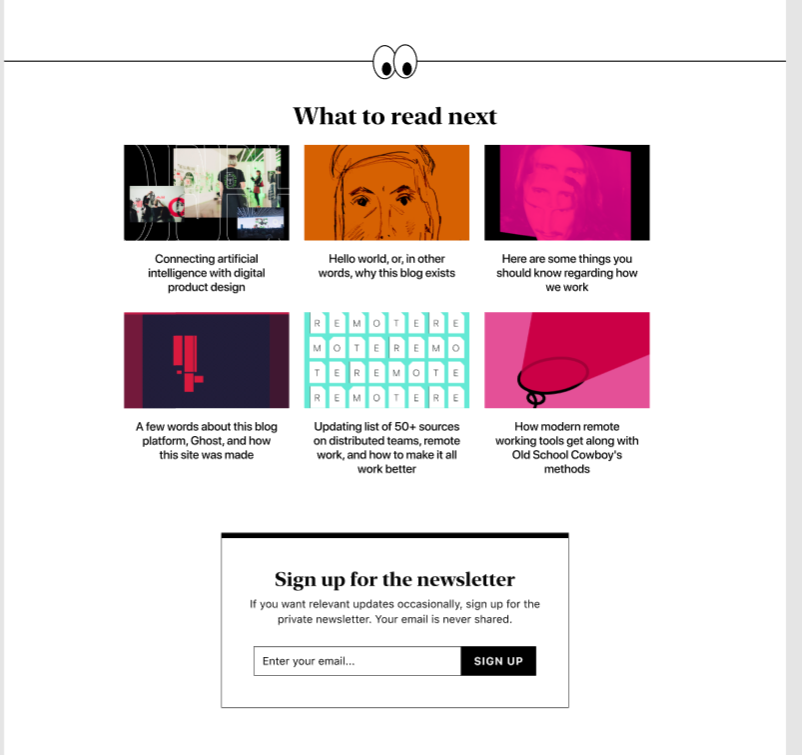 What to read next
Connecting artificial
intelligence with digital
product design
Hello world, or, in other
words, why this blog exists
Here are some things you
should know regarding how
we work
R E M O T E R E
M O T E R E M O
T E R E M O T E
R E M O T E R E
A few words about this blog
platform, Ghost, and how
this site was made
Updating list of 50+ sources
on distributed teams, remote
work, and how to make it all
work better
How modern remote
working tools get along with
Old School Cowboy's
methods
Sign up for the newsletter
If you want relevant updates occasionally, sign up for the
private newsletter. Your email is never shared.
Enter your email...
SIGN UP